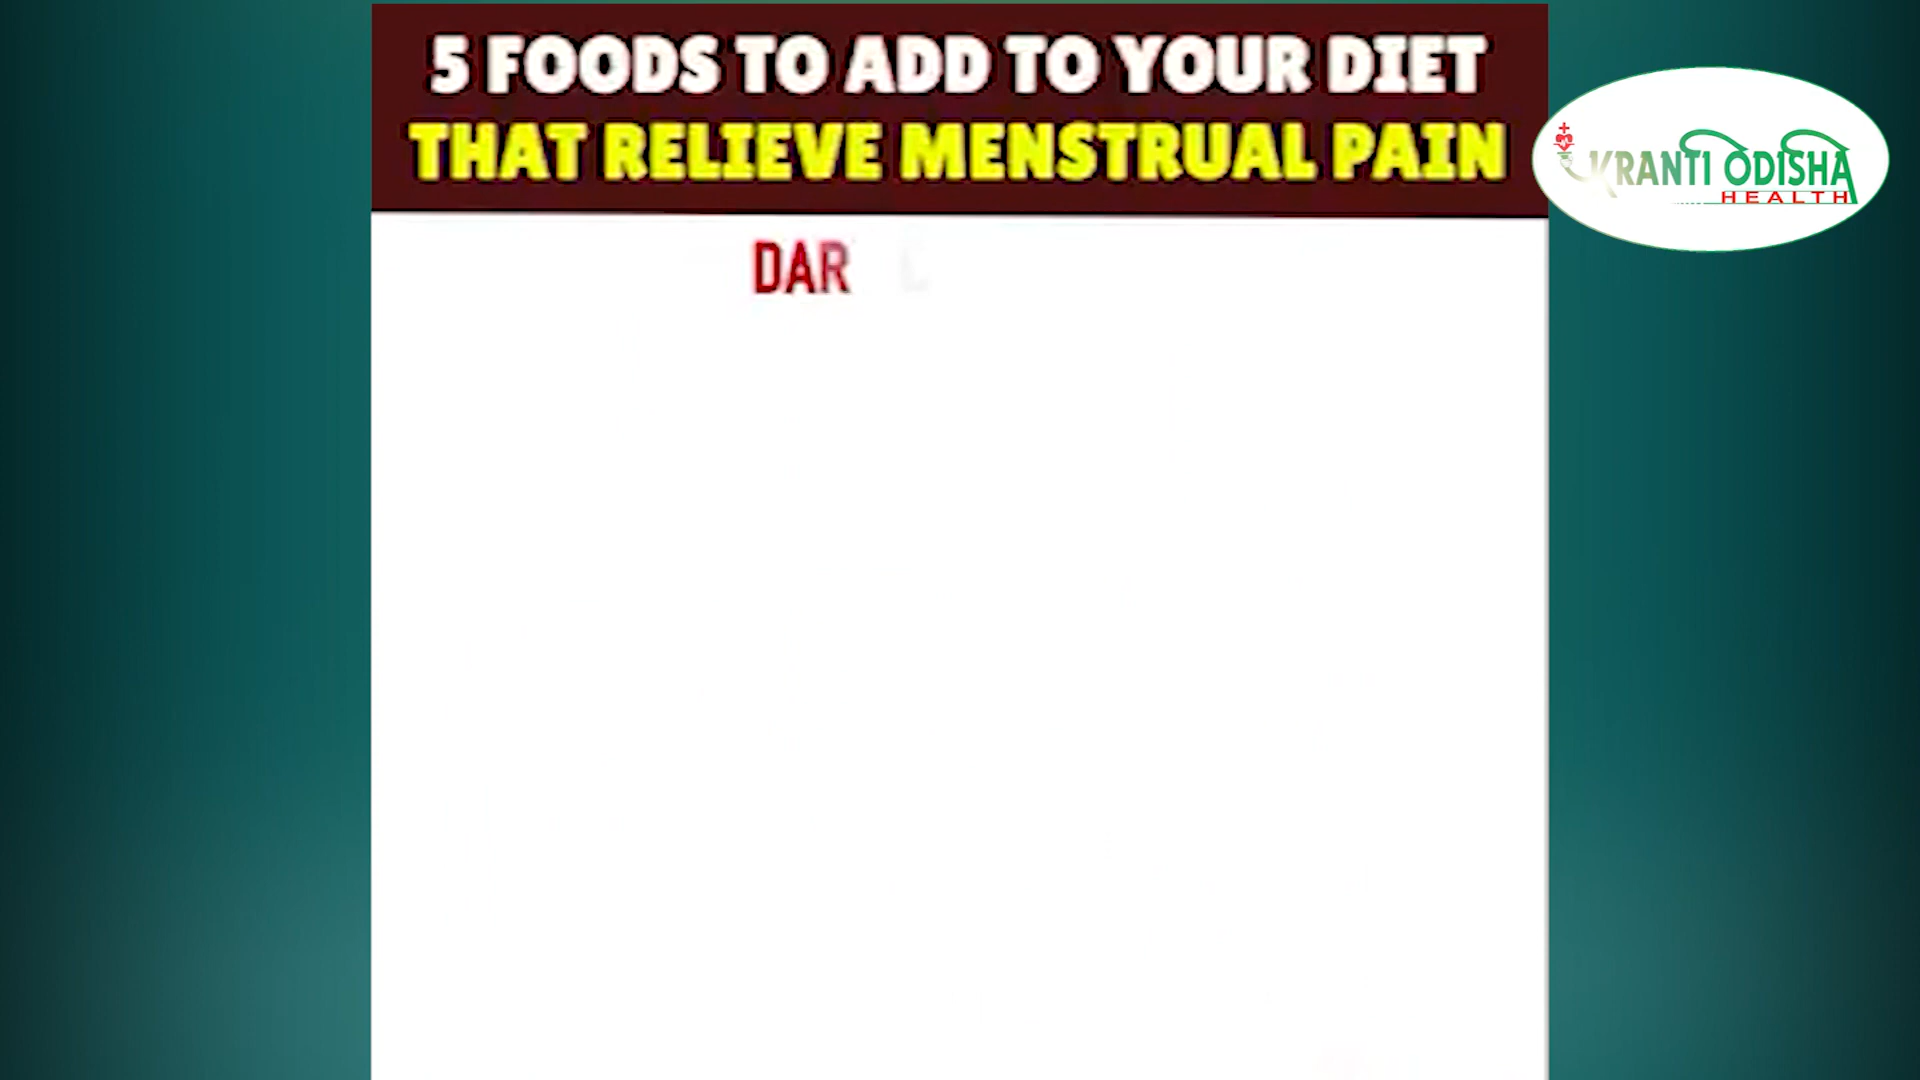 5 FOODS TO ADD TO YOUR DIET
THAT RELIEVE MENSTRUAL PAIN
KRANTI ODISHA
HEALTH
DAR